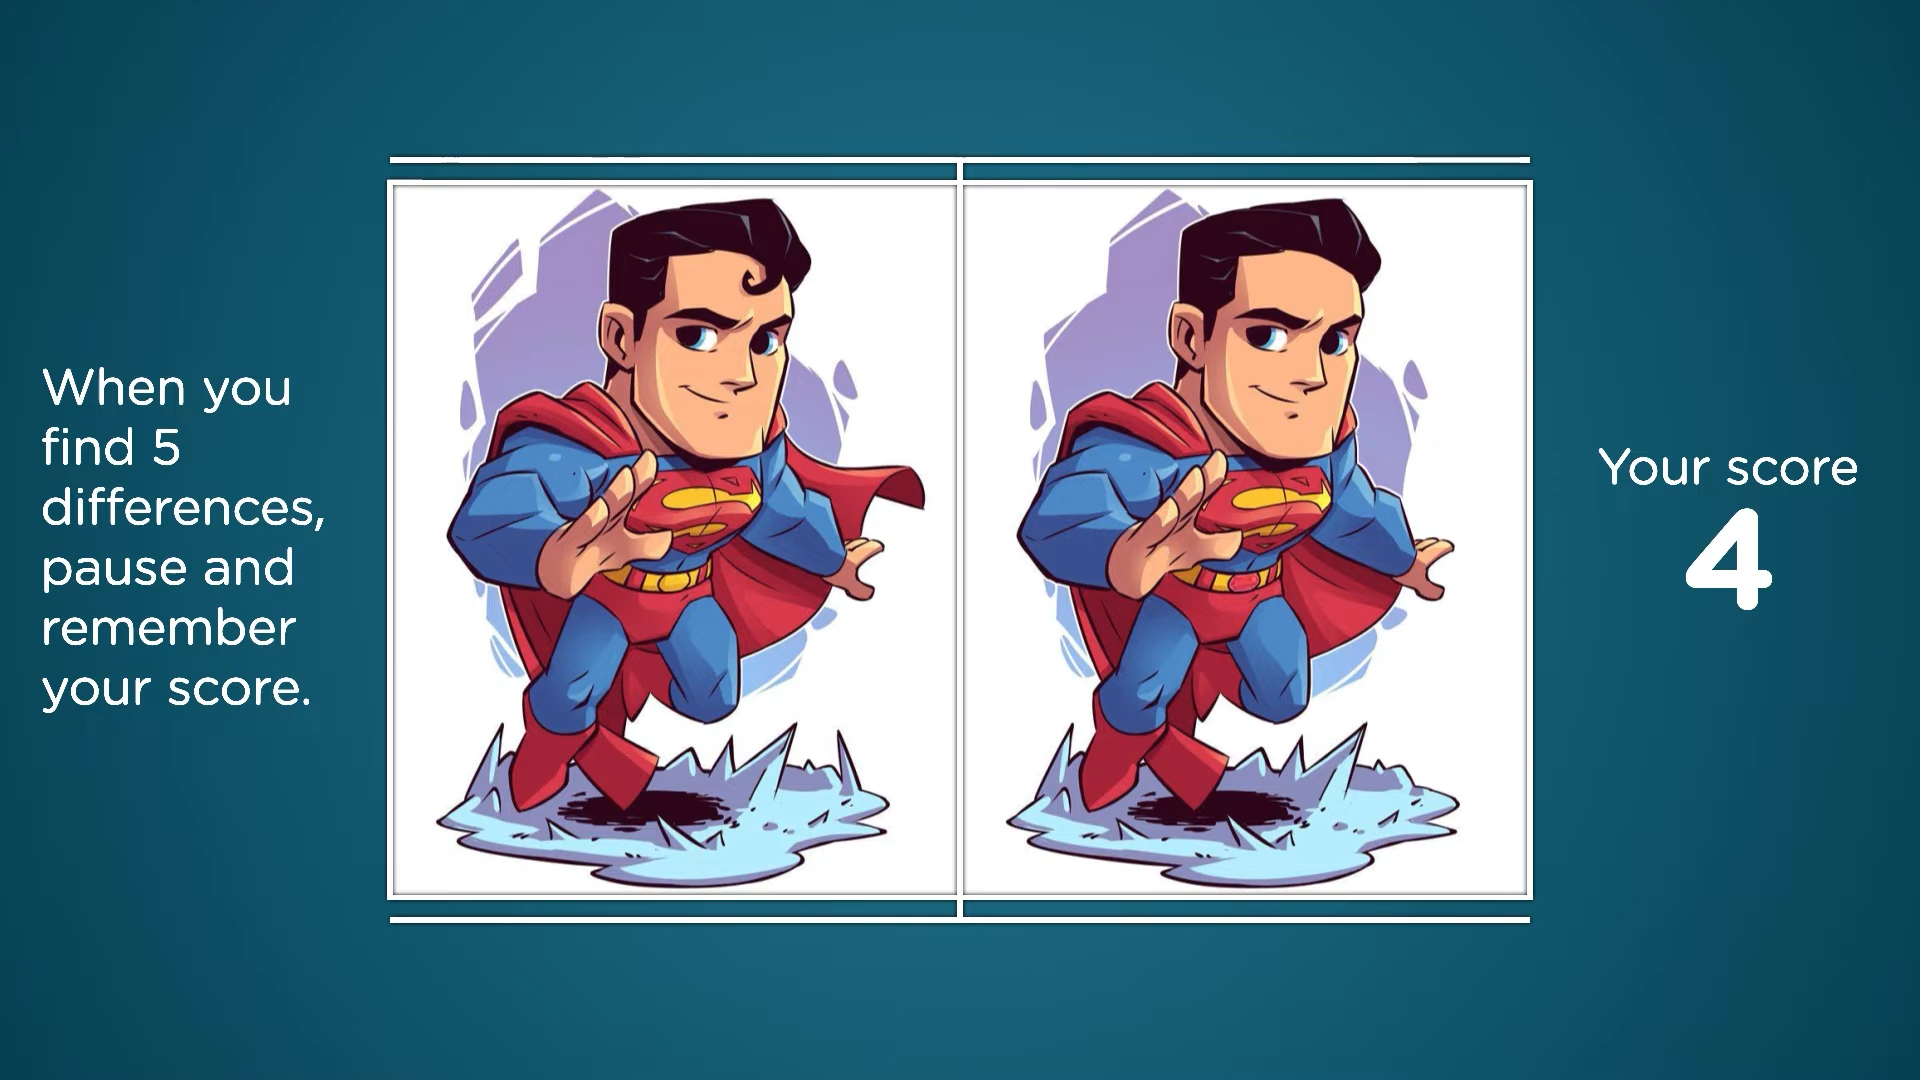 When you
find 5
differences,
pause and
remember
your score.
Your score
4